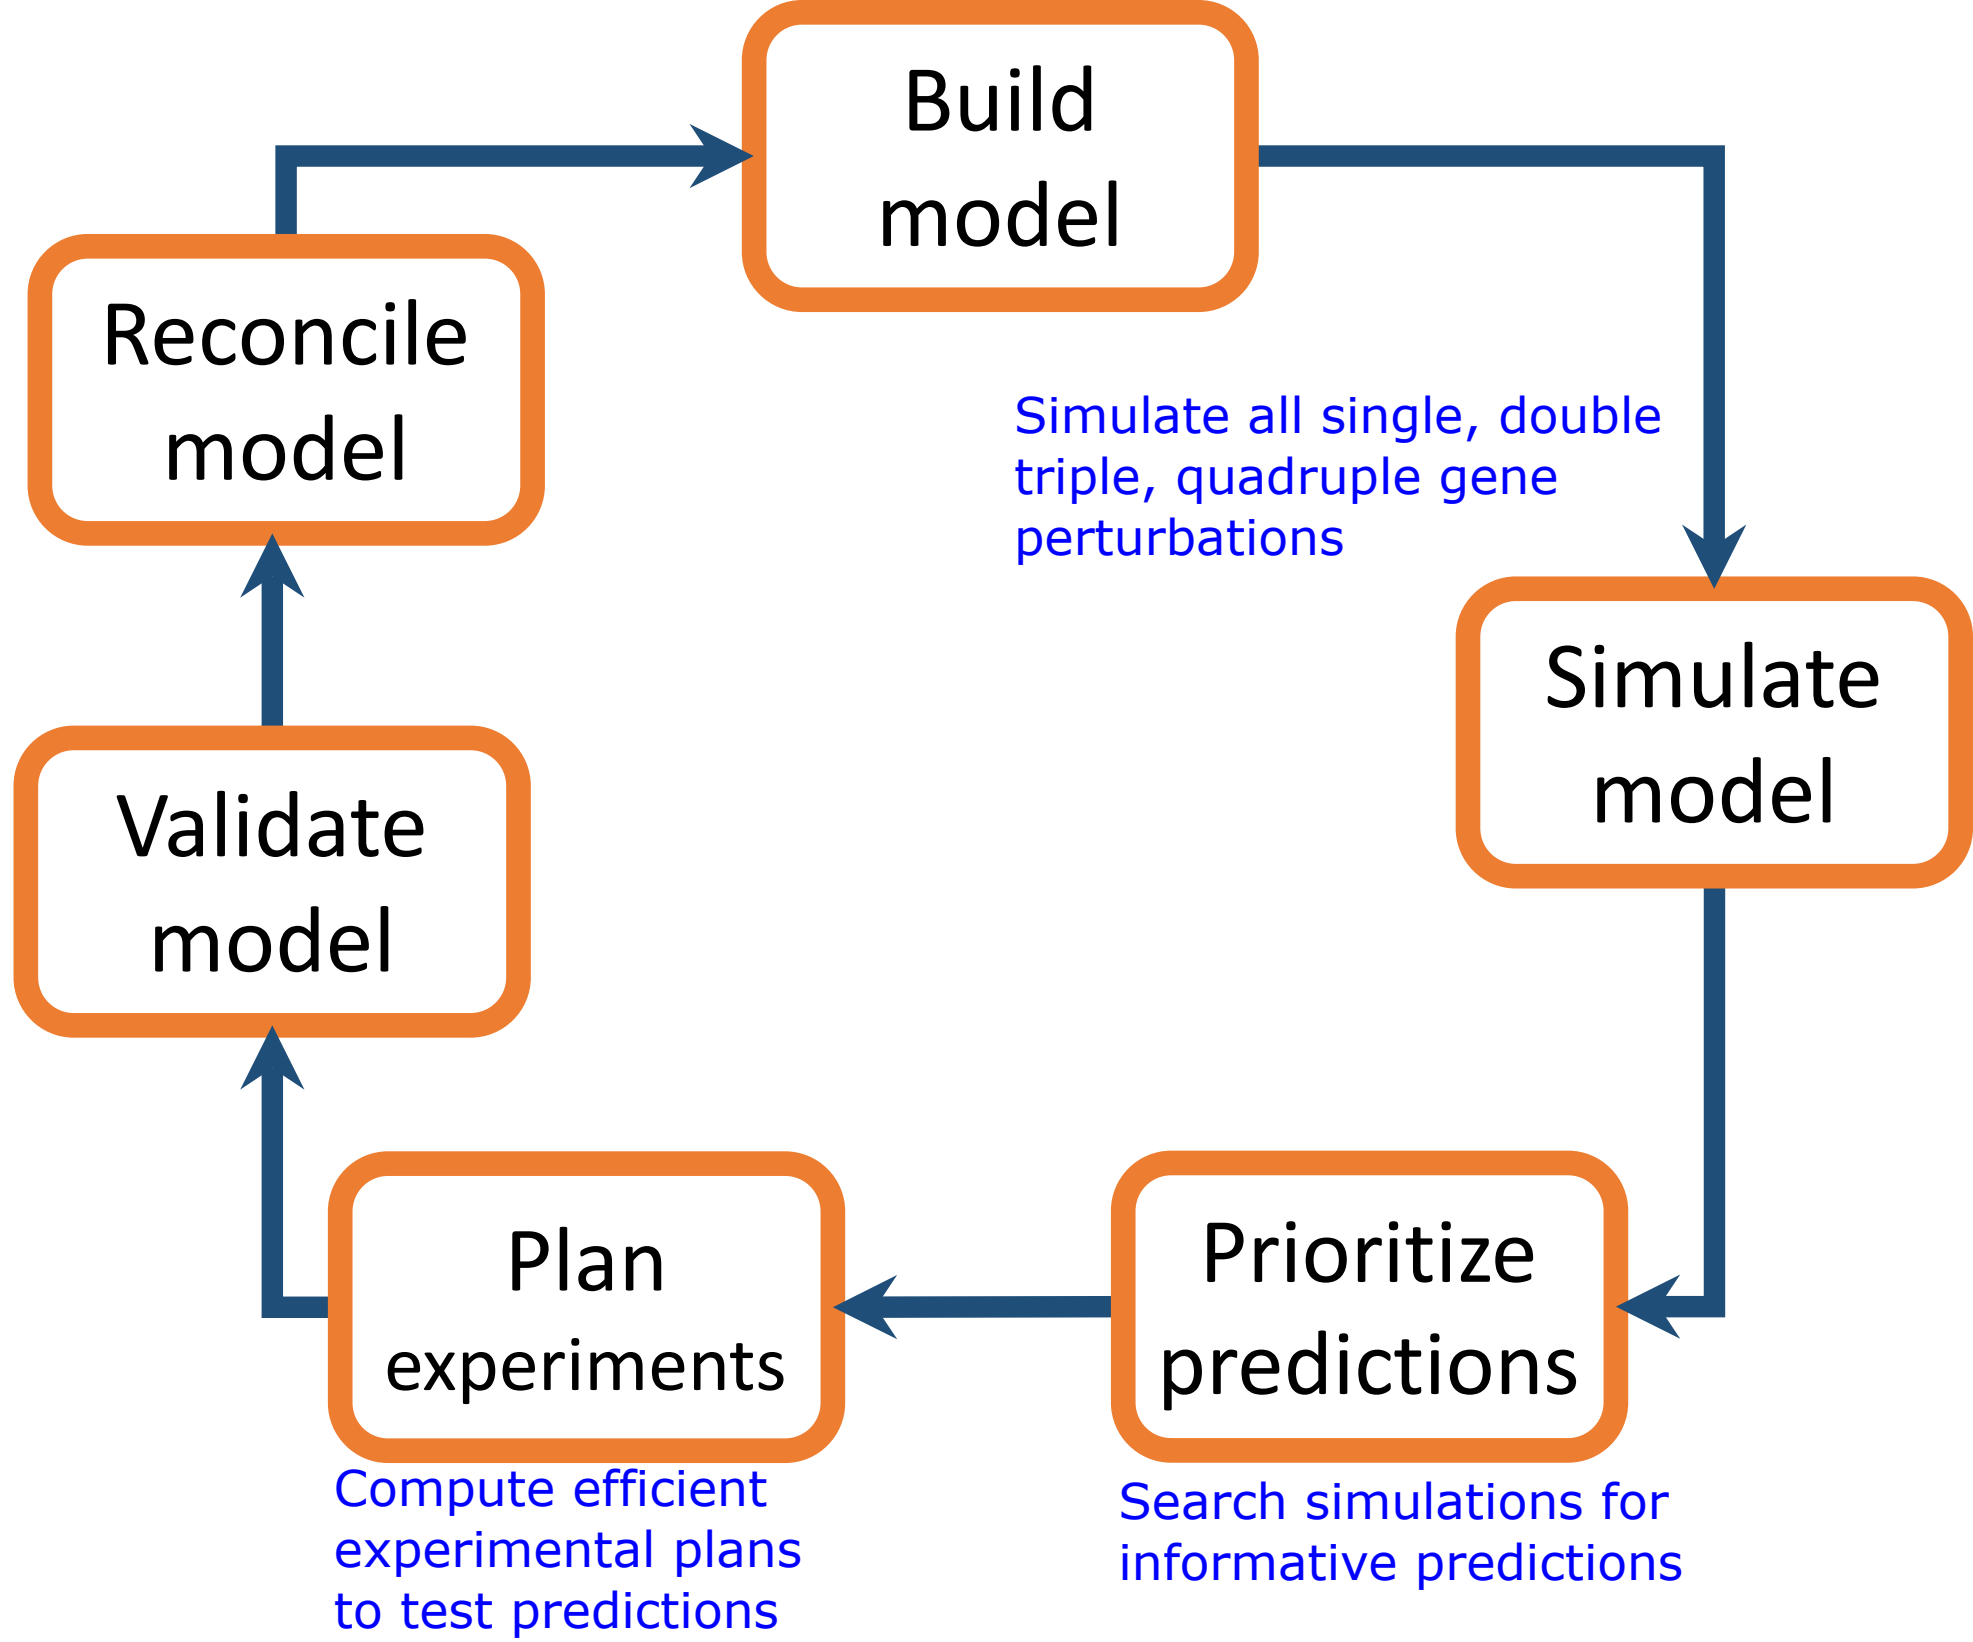 Build
model
Reconcile
model
Simulate all single, double
triple, quadruple gene
perturbations
Simulate
model
Validate
model
Plan
experiments
Prioritize
predictions
Compute efficient
experimental plans
to test predictions
Search simulations for
informative predictions